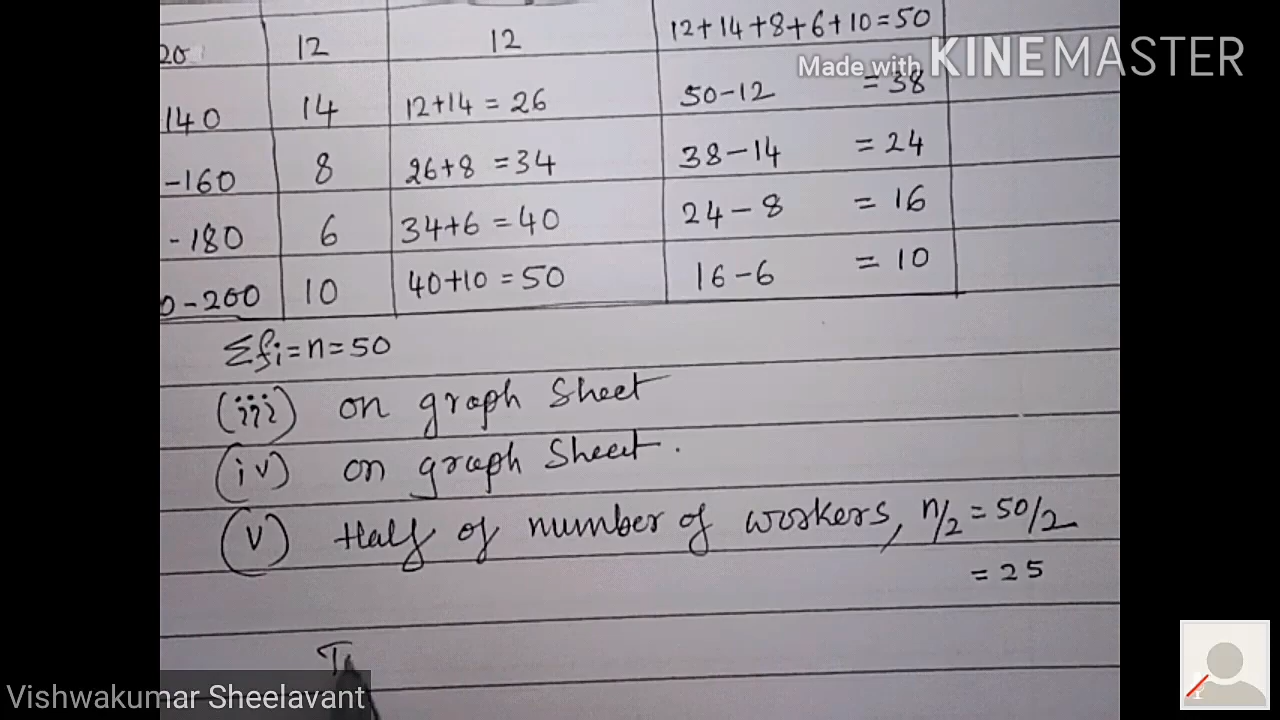 20 12 12 12+14+8+6+10=50
Made with KINEMASTER
140 14 12+14=26 50-12 =38
-160 8 26+8=34 38-14 =24
-180 6 34+6=40 24-8 =16
0-200 10 40+10=50 16-6 =10
Σfi=n=50
(iii) on graph Sheet
(iv) on graph Sheet.
(v) Half of number of workers, n/2=50/2
=25
Vishwakumar Sheelavant